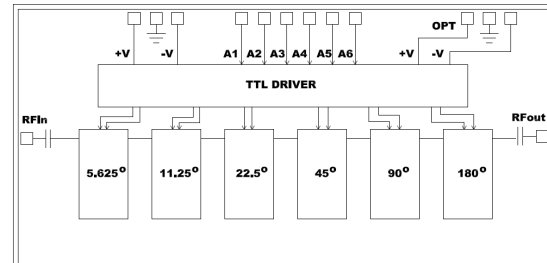 OPT
+V -V A1 A2 A3 A4 A5 A6 +V -V
TTL DRIVER
RFIn RFout
5.625° 11.25° 22.5° 45° 90° 180°